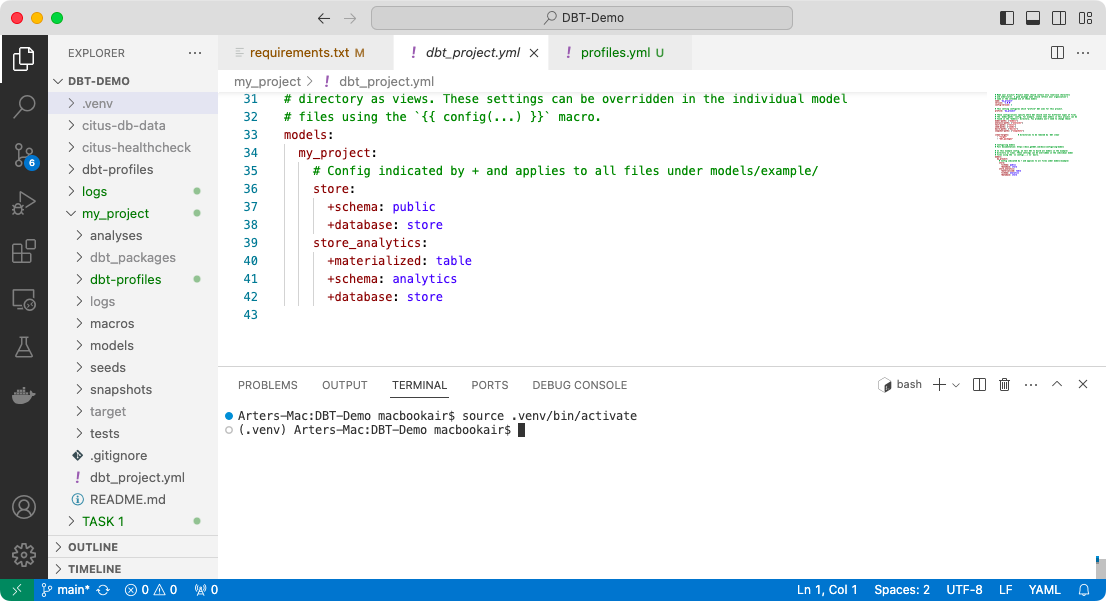 DBT-Demo
EXPLORER
requirements.txt M
! dbt_project.yml
! profiles.yml U
DBT-DEMO
my_project > ! dbt_project.yml
.venv
citus-db-data
citus-healthcheck
dbt-profiles
logs
my_project
analyses
dbt_packages
dbt-profiles
logs
macros
models
seeds
snapshots
target
tests
.gitignore
! dbt_project.yml
README.md
TASK 1
OUTLINE
TIMELINE
6
31 # directory as views. These settings can be overridden in the individual model
32 # files using the `{{ config(...) }}` macro.
33 models:
34 my_project:
35 # Config indicated by + and applies to all files under models/example/
36 store:
37 +schema: public
38 +database: store
39 store_analytics:
40 +materialized: table
41 +schema: analytics
42 +database: store
43
PROBLEMS OUTPUT TERMINAL PORTS DEBUG CONSOLE
bash
Arters-Mac:DBT-Demo macbookair$ source .venv/bin/activate
(.venv) Arters-Mac:DBT-Demo macbookair$
main* 0 0 0
Ln 1, Col 1 Spaces: 2 UTF-8 LF YAML